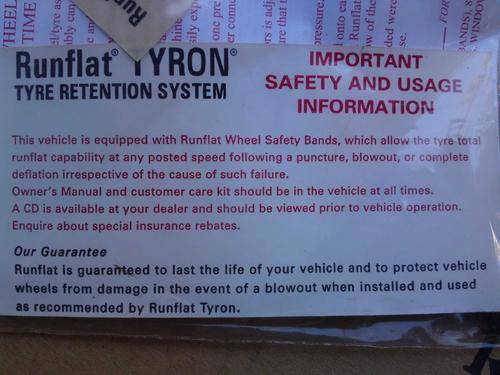 Runflat® TYRON®
TYRE RETENTION SYSTEM
IMPORTANT
SAFETY AND USAGE
INFORMATION
This vehicle is equipped with Runflat Wheel Safety Bands, which allow the tyre total
runflat capability at any posted speed following a puncture, blowout, or complete
deflation irrespective of the cause of such failure.
Owner's Manual and customer care kit should be in the vehicle at all times.
A CD is available at your dealer and should be viewed prior to vehicle operation.
Enquire about special insurance rebates.
Our Guarantee
Runflat is guaranteed to last the life of your vehicle and to protect vehicle
wheels from damage in the event of a blowout when installed and used
as recommended by Runflat Tyron.